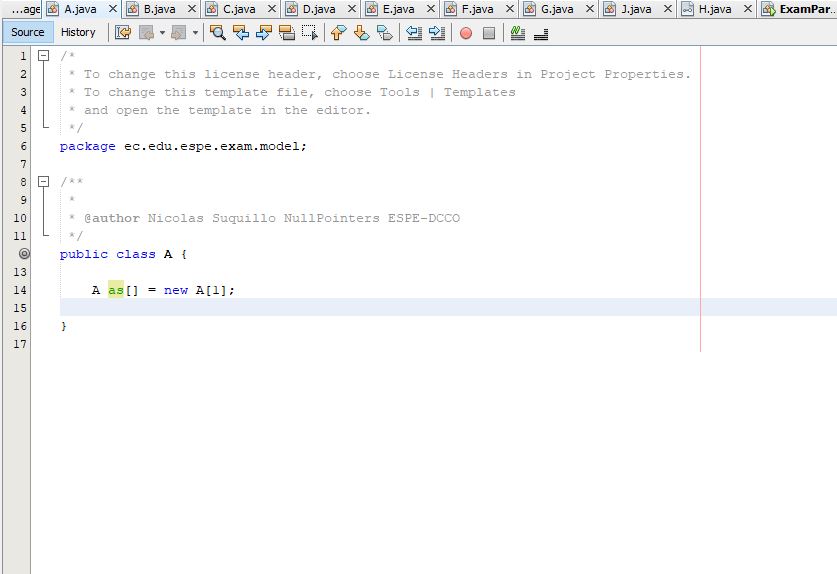 ...age A.java B.java C.java D.java E.java F.java G.java J.java H.java ExamPar...
Source History
1 /*
2 * To change this license header, choose License Headers in Project Properties.
3 * To change this template file, choose Tools | Templates
4 * and open the template in the editor.
5 */
6 package ec.edu.espe.exam.model;
7
8 /**
9 *
10 * @author Nicolas Suquillo NullPointers ESPE-DCCO
11 */
public class A {
13
14 A as[] = new A[1];
15
16 }
17